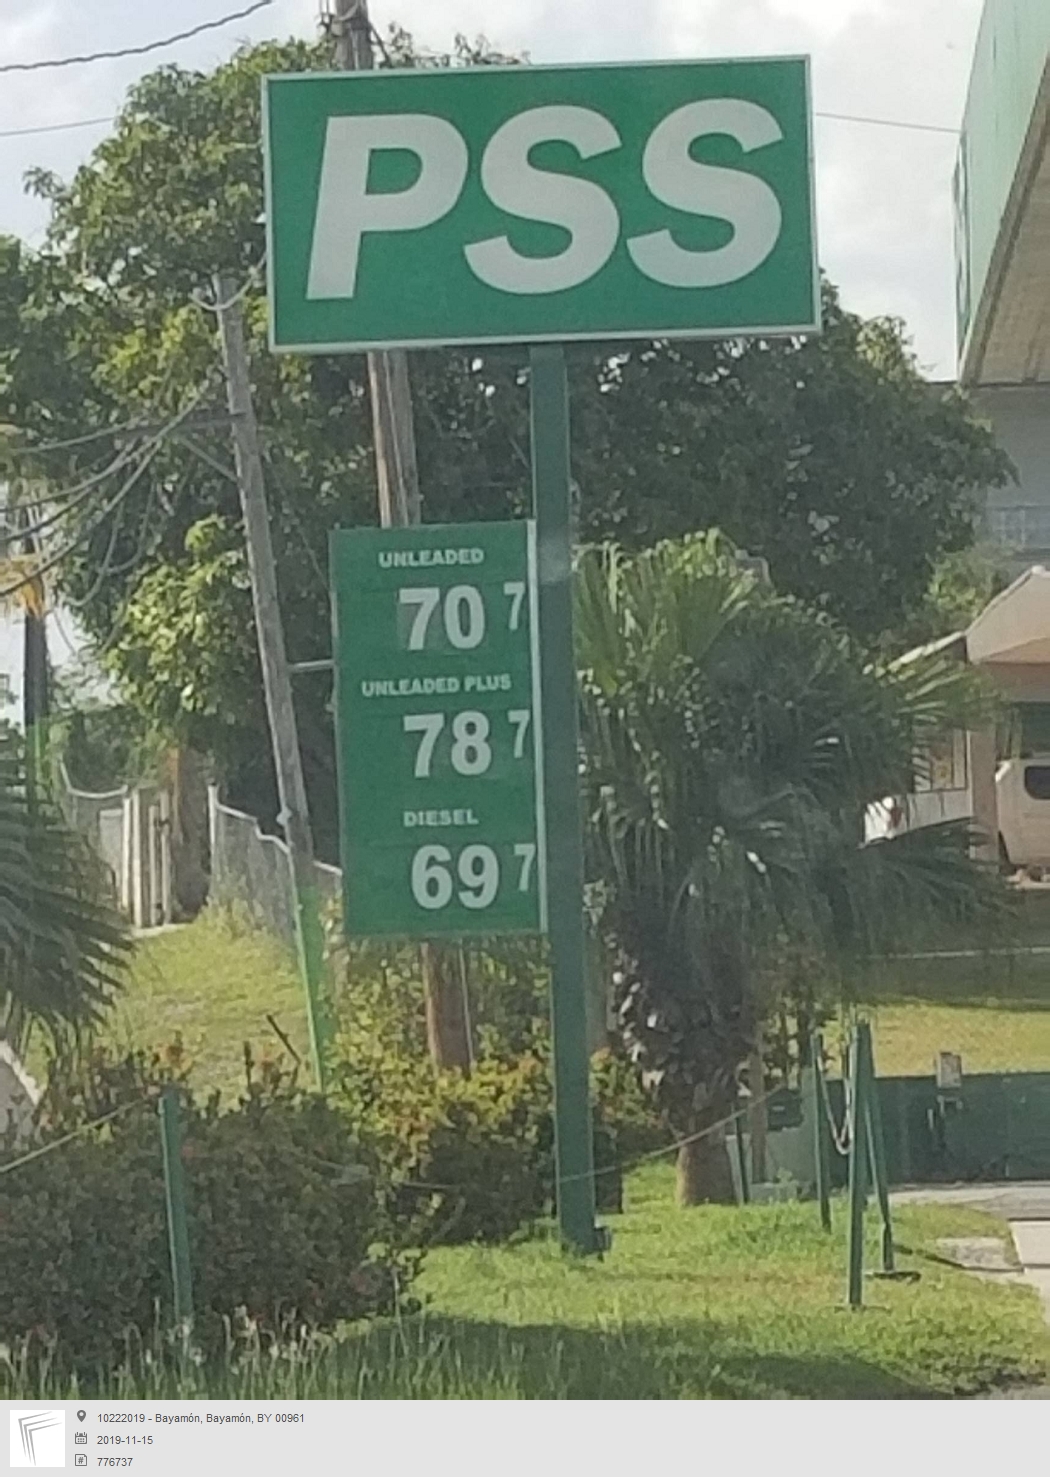 PSS
UNLEADED
70 7
UNLEADED PLUS
78 7
DIESEL
69 7
10222019 - Bayamón, Bayamón, BY 00961
2019-11-15
776737